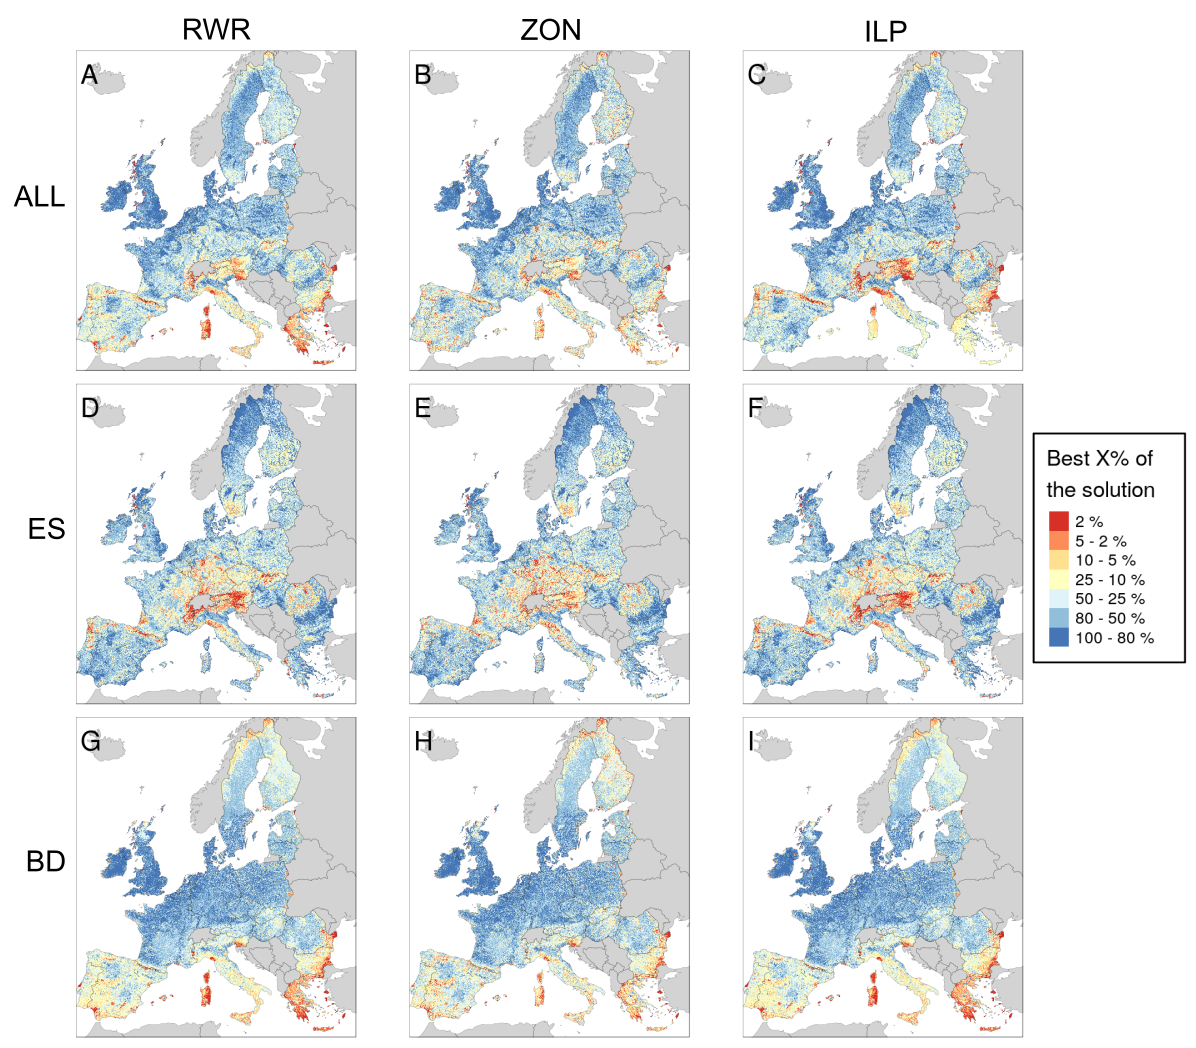 RWR ZON ILP
ALL A B C
ES D E F
BD G H I
Best X% of
the solution
2 %
5 - 2 %
10 - 5 %
25 - 10 %
50 - 25 %
80 - 50 %
100 - 80 %